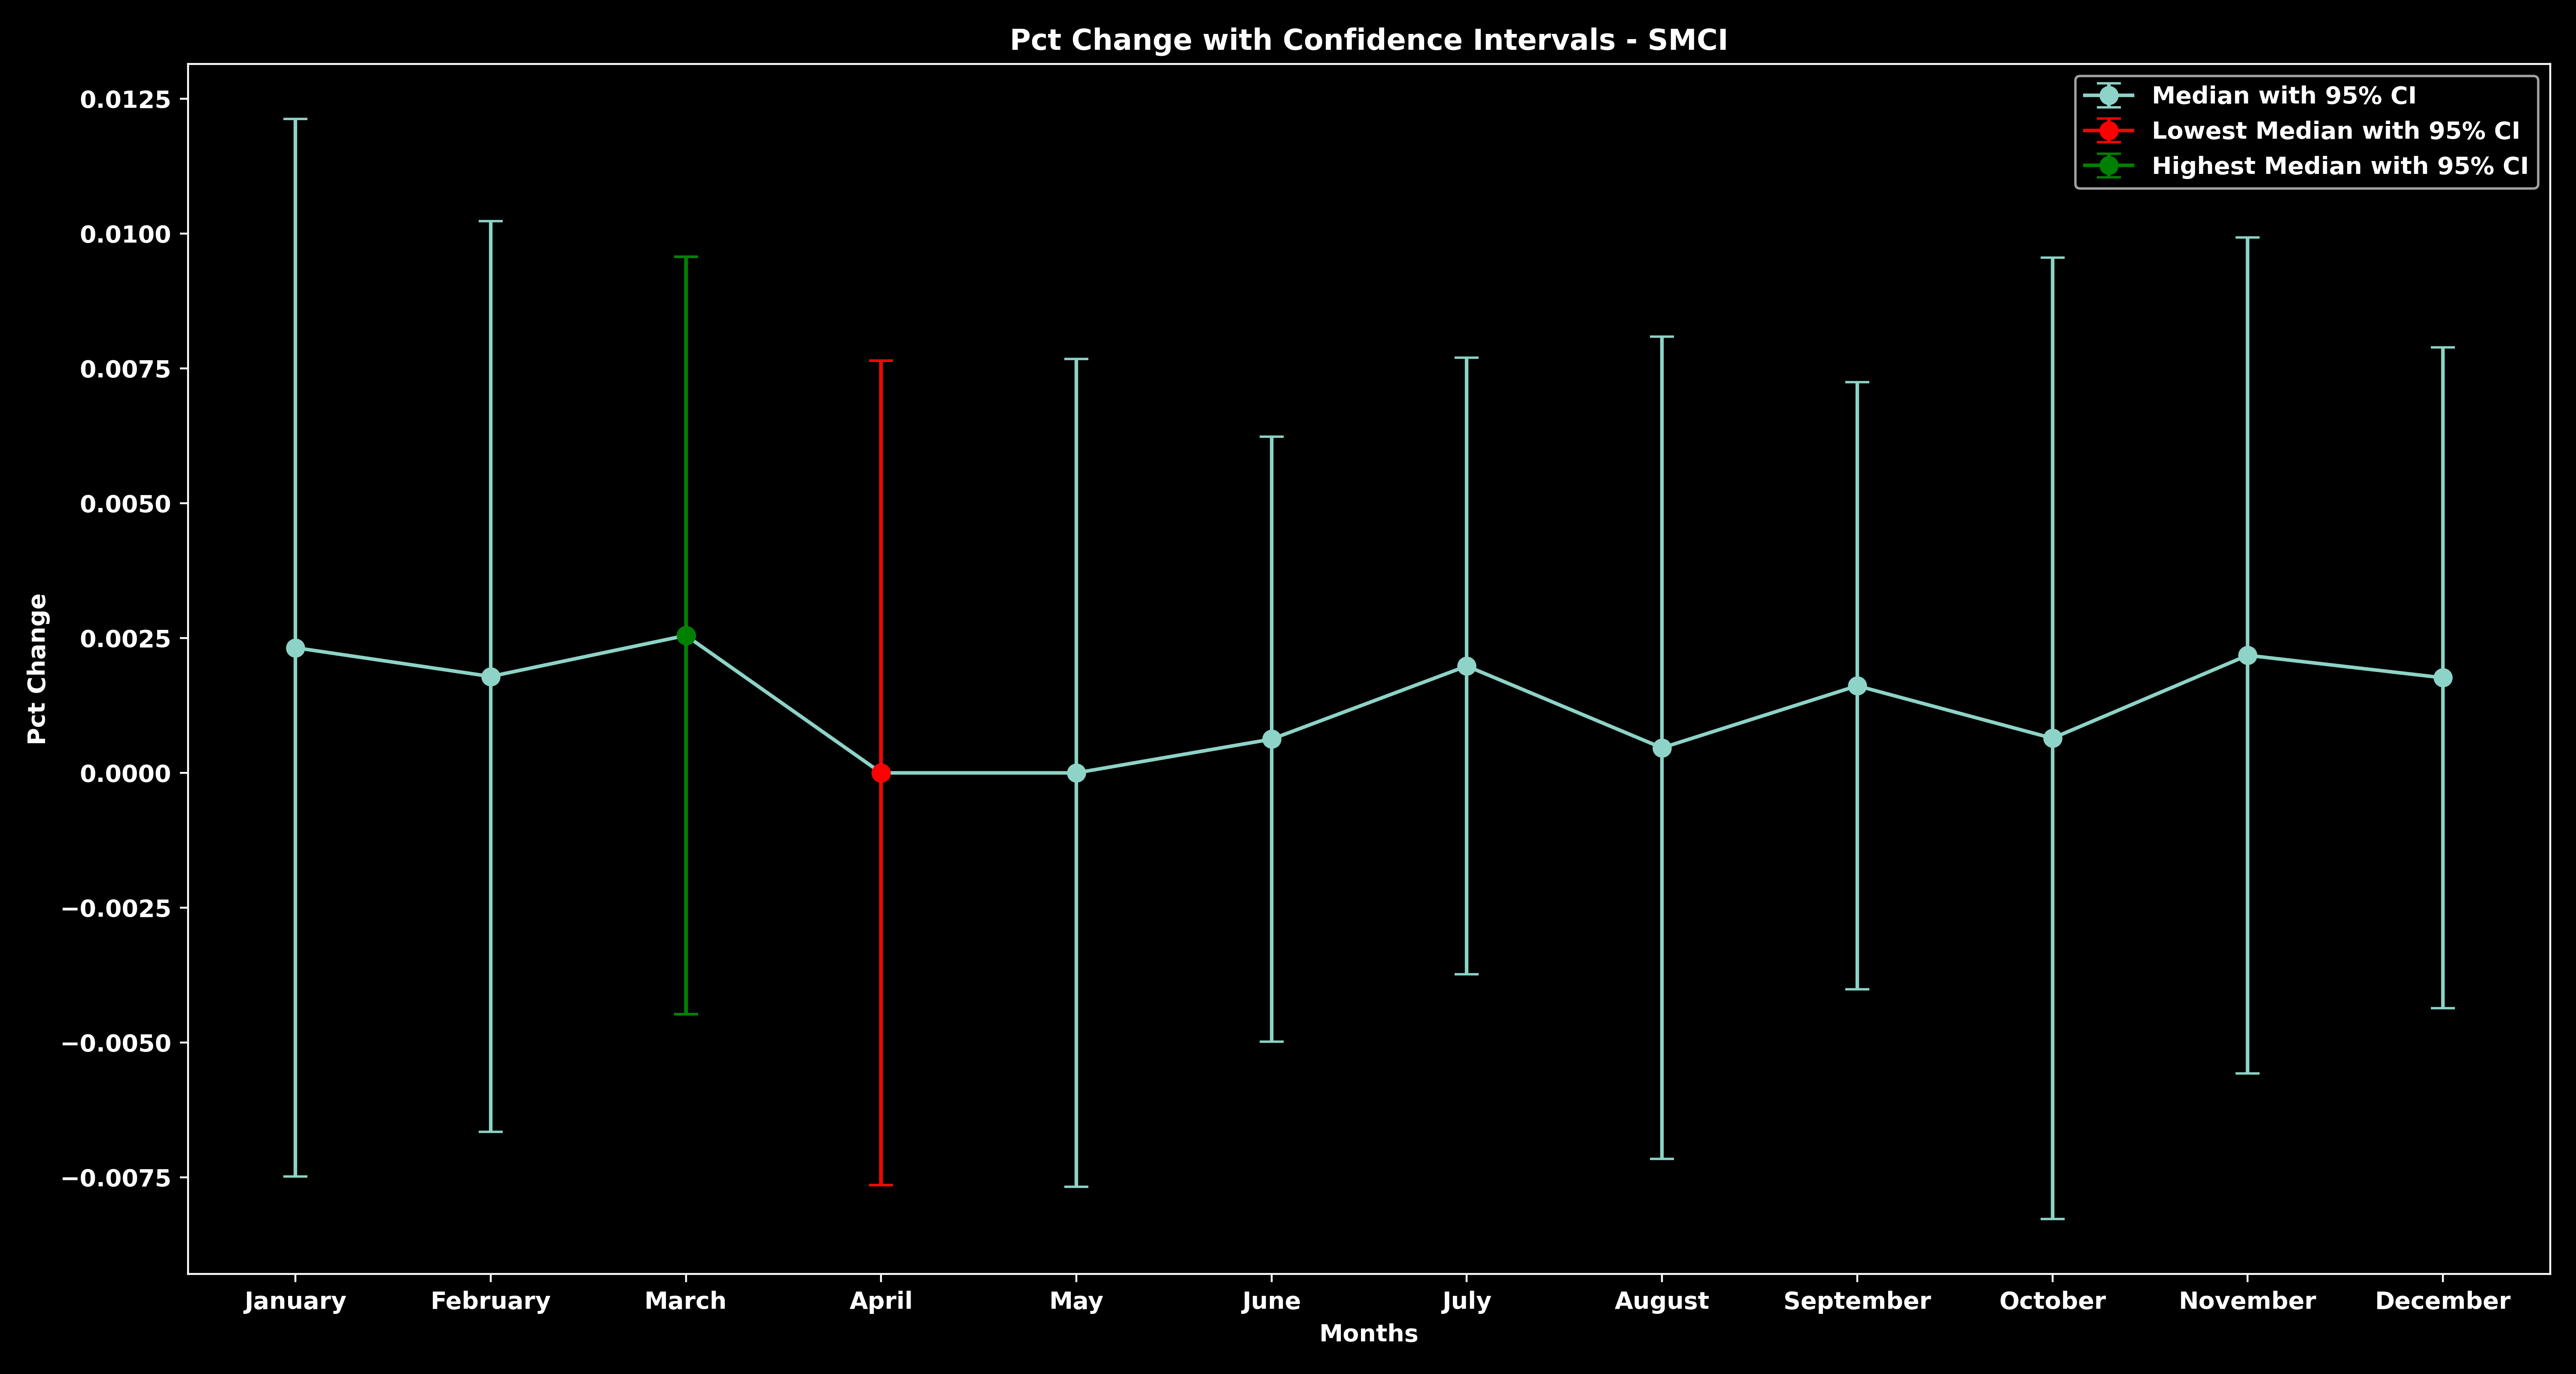 Pct Change with Confidence Intervals - SMCI
Median with 95% CI
Lowest Median with 95% CI
Highest Median with 95% CI
0.0125
0.0100
0.0075
0.0050
0.0025
0.0000
−0.0025
−0.0050
−0.0075
Pct Change
January February March April May June July August September October November December
Months